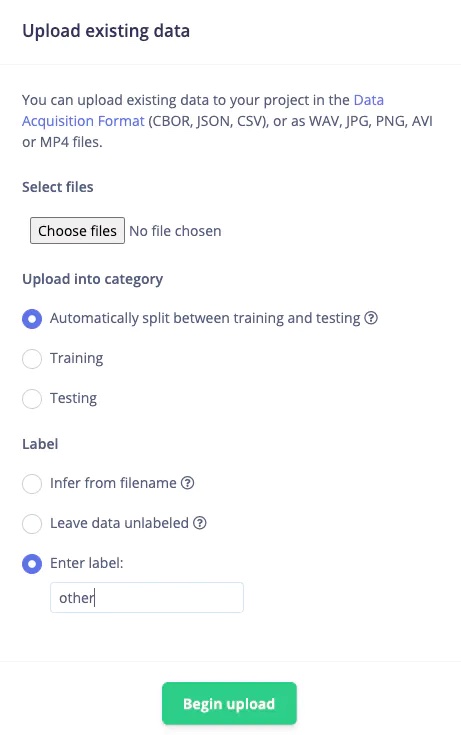 Upload existing data
You can upload existing data to your project in the Data
Acquisition Format (CBOR, JSON, CSV), or as WAV, JPG, PNG, AVI
or MP4 files.
Select files
Choose files No file chosen
Upload into category
Automatically split between training and testing ?
Training
Testing
Label
Infer from filename ?
Leave data unlabeled ?
Enter label:
other
Begin upload